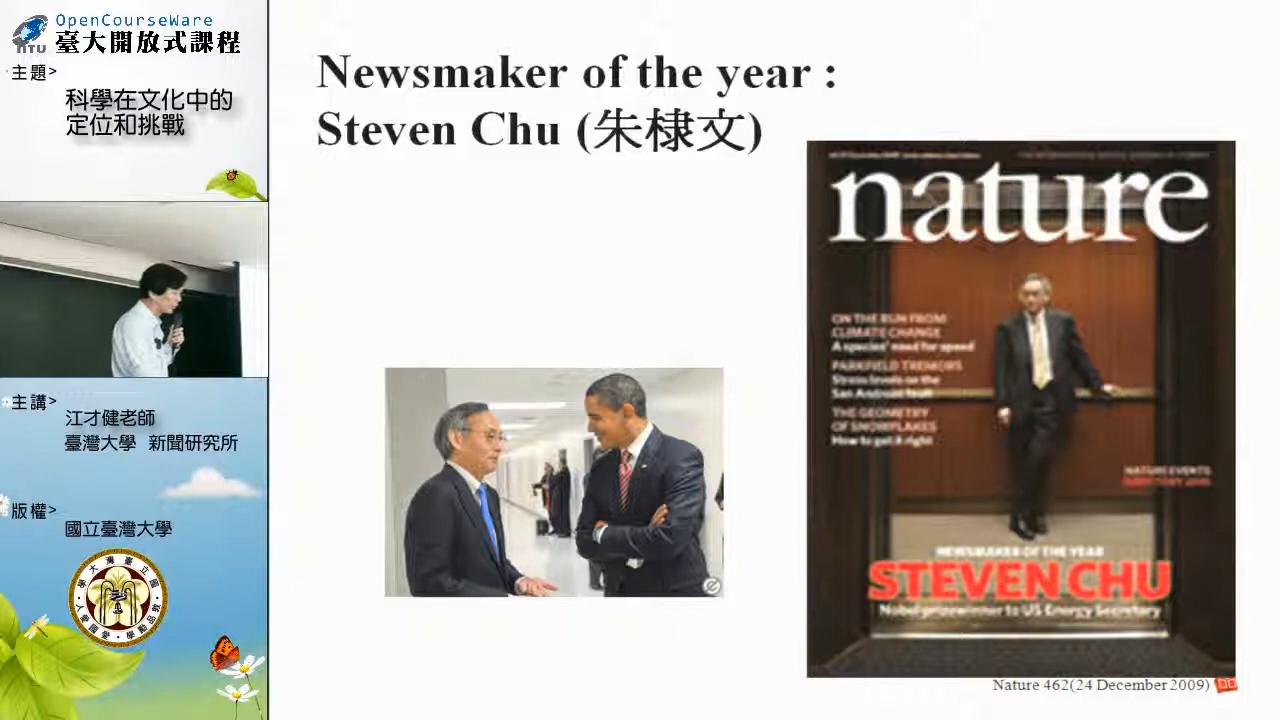 OpenCourseWare
NTU 臺大開放式課程
主題>
科學在文化中的
定位和挑戰
主講>
江才健老師
臺灣大學 新聞研究所
版權>
國立臺灣大學
Newsmaker of the year :
Steven Chu (朱棣文)
nature
ON THE RUN FROM
CLIMATE CHANGE
A species' need for speed
PARKFIELD TREMORS
Stress levels on the
San Andreas fault
THE GEOMETRY
OF SNOWFLAKES
How to get it right
NATURE EVENTS
DIRECTORY
NEWSMAKER OF THE YEAR
STEVEN CHU
Nobel prizewinner to US Energy Secretary
Nature 462(24 December 2009)